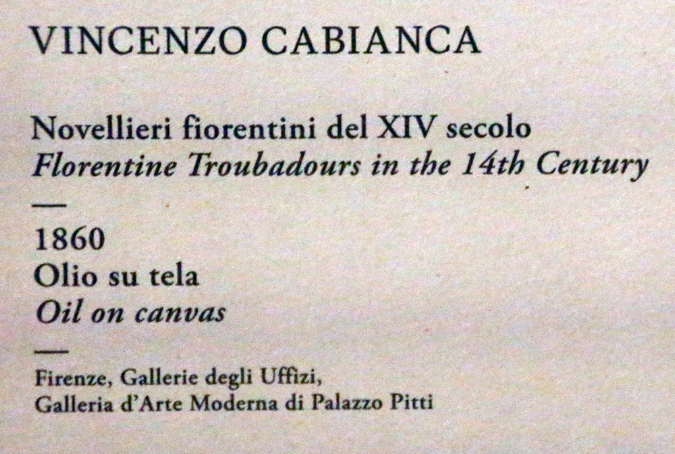 VINCENZO CABIANCA
Novellieri fiorentini del XIV secolo
Florentine Troubadours in the 14th Century
1860
Olio su tela
Oil on canvas
Firenze, Gallerie degli Uffizi,
Galleria d'Arte Moderna di Palazzo Pitti